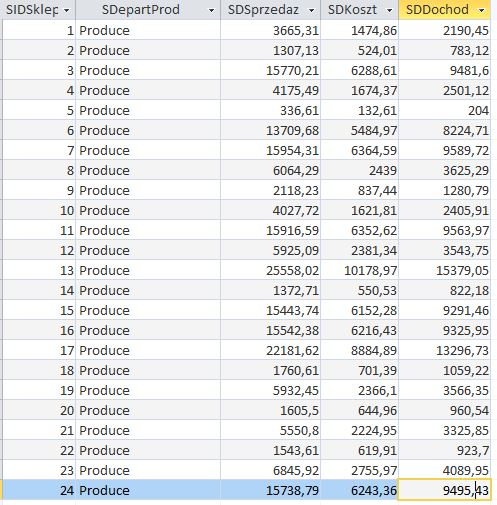 SIDSklep SDepartProd SDSprzedaz SDKoszt SDDochod
1 Produce 3665,31 1474,86 2190,45
2 Produce 1307,13 524,01 783,12
3 Produce 15770,21 6288,61 9481,6
4 Produce 4175,49 1674,37 2501,12
5 Produce 336,61 132,61 204
6 Produce 13709,68 5484,97 8224,71
7 Produce 15954,31 6364,59 9589,72
8 Produce 6064,29 2439 3625,29
9 Produce 2118,23 837,44 1280,79
10 Produce 4027,72 1621,81 2405,91
11 Produce 15916,59 6352,62 9563,97
12 Produce 5925,09 2381,34 3543,75
13 Produce 25558,02 10178,97 15379,05
14 Produce 1372,71 550,53 822,18
15 Produce 15443,74 6152,28 9291,46
16 Produce 15542,38 6216,43 9325,95
17 Produce 22181,62 8884,89 13296,73
18 Produce 1760,61 701,39 1059,22
19 Produce 5932,45 2366,1 3566,35
20 Produce 1605,5 644,96 960,54
21 Produce 5550,8 2224,95 3325,85
22 Produce 1543,61 619,91 923,7
23 Produce 6845,92 2755,97 4089,95
24 Produce 15738,79 6243,36 9495,43